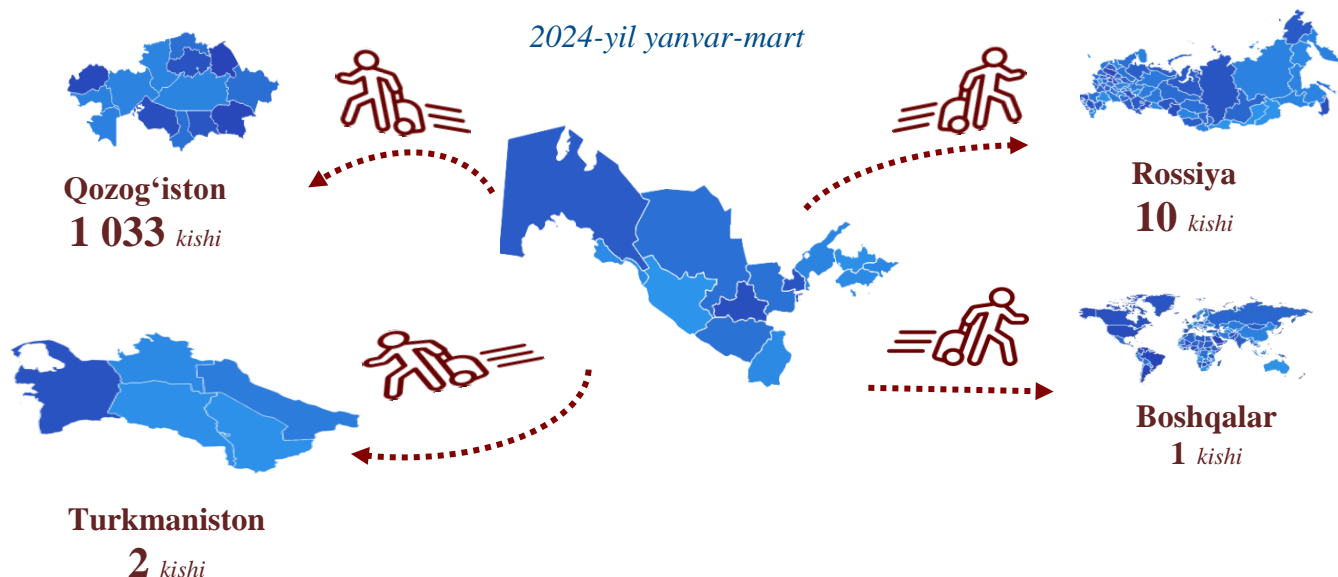 2024-yil yanvar-mart
Qozog‘iston
1 033 kishi
Rossiya
10 kishi
Turkmaniston
2 kishi
Boshqalar
1 kishi